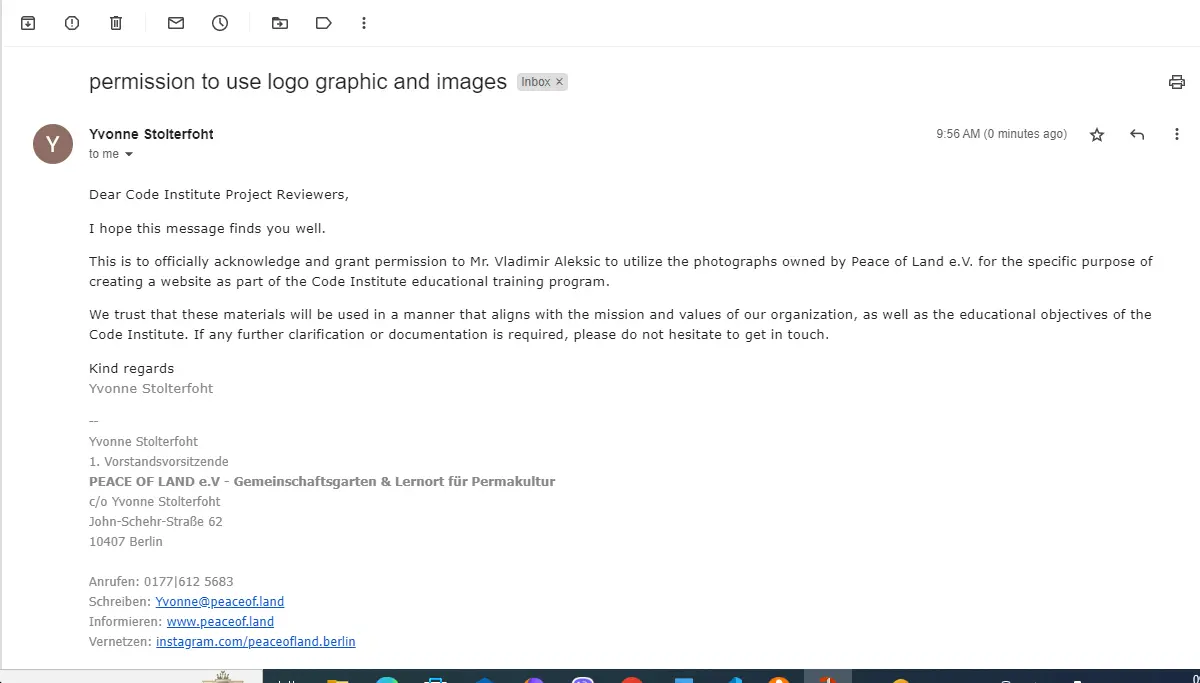 permission to use logo graphic and images Inbox ×
Y
Yvonne Stolterfoht
9:56 AM (0 minutes ago)
to me
Dear Code Institute Project Reviewers,
I hope this message finds you well.
This is to officially acknowledge and grant permission to Mr. Vladimir Aleksic to utilize the photographs owned by Peace of Land e.V. for the specific purpose of
creating a website as part of the Code Institute educational training program.
We trust that these materials will be used in a manner that aligns with the mission and values of our organization, as well as the educational objectives of the
Code Institute. If any further clarification or documentation is required, please do not hesitate to get in touch.
Kind regards
Yvonne Stolterfoht
--
Yvonne Stolterfoht
1. Vorstandsvorsitzende
PEACE OF LAND e.V - Gemeinschaftsgarten & Lernort für Permakultur
c/o Yvonne Stolterfoht
John-Schehr-Straße 62
10407 Berlin
Anrufen: 0177|612 5683
Schreiben: Yvonne@peaceof.land
Informieren: www.peaceof.land
Vernetzen: instagram.com/peaceofland.berlin